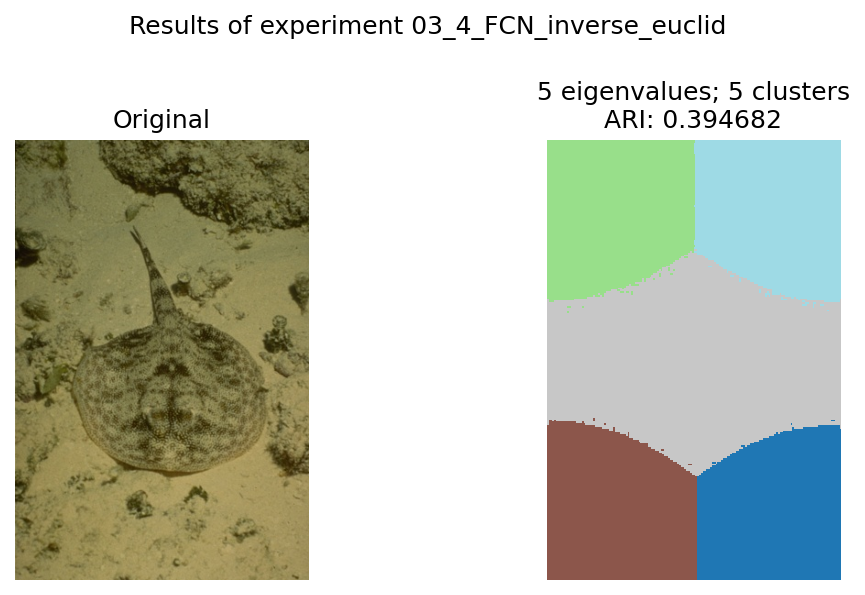 Results of experiment 03_4_FCN_inverse_euclid
Original
5 eigenvalues; 5 clusters
ARI: 0.394682